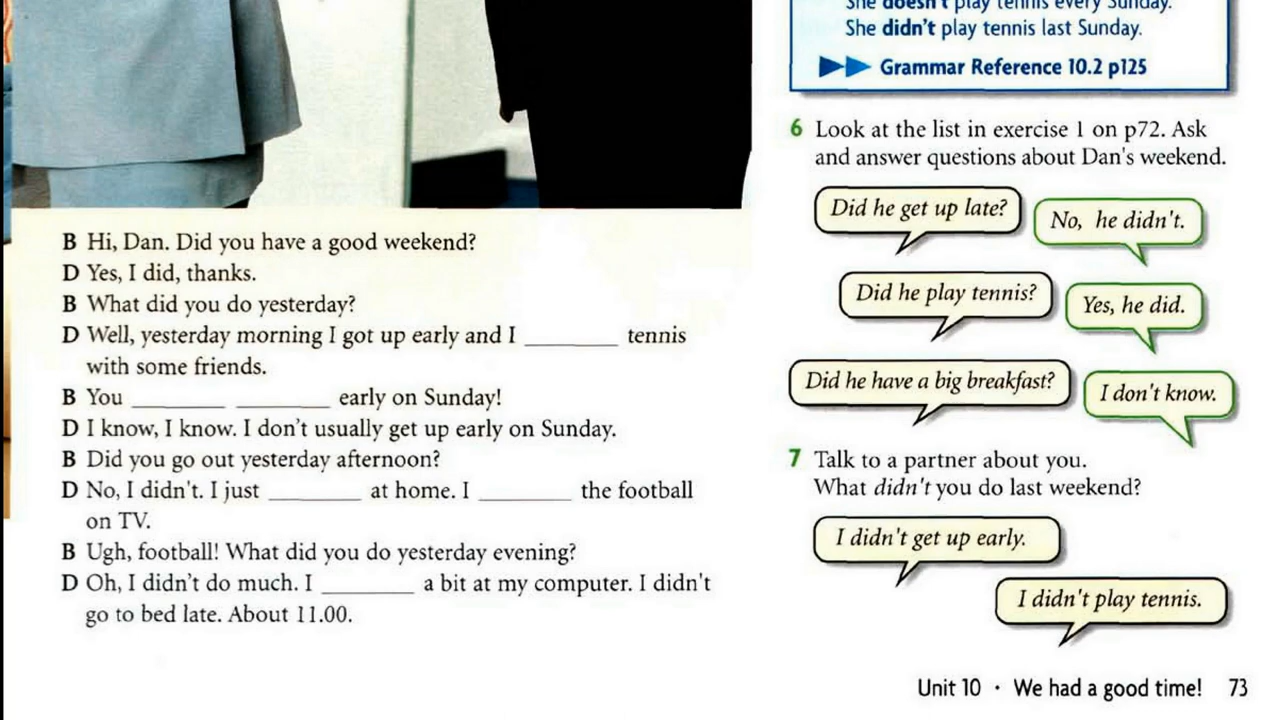 B Hi, Dan. Did you have a good weekend?
D Yes, I did, thanks.
B What did you do yesterday?
D Well, yesterday morning I got up early and I ________ tennis
with some friends.
B You ________ ________ early on Sunday!
D I know, I know. I don't usually get up early on Sunday.
B Did you go out yesterday afternoon?
D No, I didn't. I just ________ at home. I ________ the football
on TV.
B Ugh, football! What did you do yesterday evening?
D Oh, I didn't do much. I ________ a bit at my computer. I didn't
go to bed late. About 11.00.
She doesn't play tennis every Sunday.
She didn't play tennis last Sunday.
Grammar Reference 10.2 p125
6 Look at the list in exercise 1 on p72. Ask
and answer questions about Dan's weekend.
Did he get up late?
No, he didn't.
Did he play tennis?
Yes, he did.
Did he have a big breakfast?
I don't know.
7 Talk to a partner about you.
What didn't you do last weekend?
I didn't get up early.
I didn't play tennis.
Unit 10 • We had a good time! 73